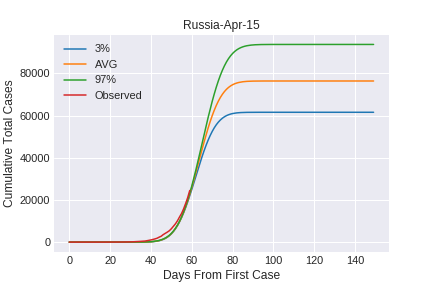 Russia-Apr-15
3%
AVG
97%
Observed
Cumulative Total Cases
80000
60000
40000
20000
0
0 20 40 60 80 100 120 140
Days From First Case